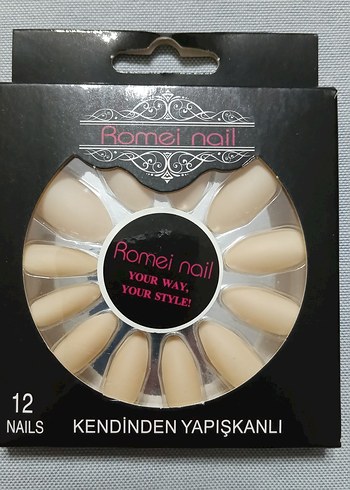 Romei nail
Romei nail
YOUR WAY,
YOUR STYLE!
12
NAILS
KENDİNDEN YAPIŞKANLI